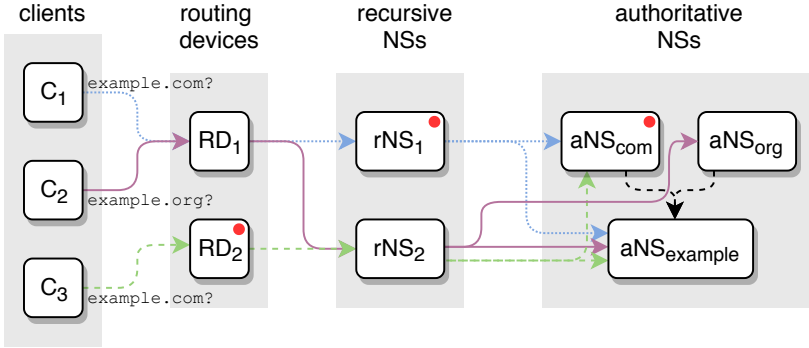 clients
routing
devices
recursive
NSs
authoritative
NSs
example.com?
C1
RD1
rNS1
aNScom
aNSorg
C2
example.org?
RD2
rNS2
aNSexample
C3
example.com?